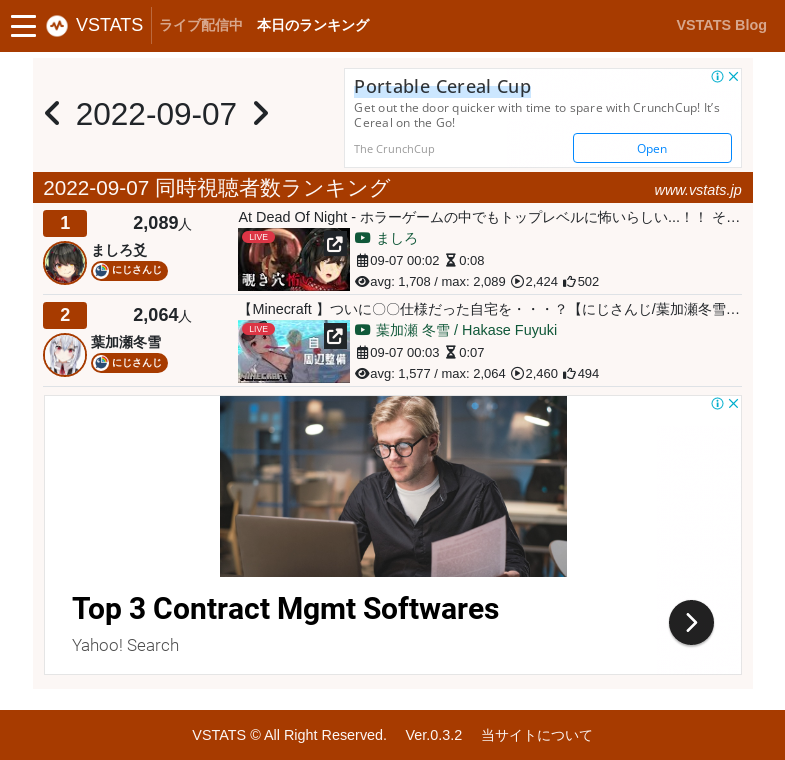 VSTATS ライブ配信中 本日のランキング VSTATS Blog
2022-09-07
Portable Cereal Cup
Get out the door quicker with time to spare with CrunchCup! It's
Cereal on the Go!
The CrunchCup Open
2022-09-07 同時視聴者数ランキング www.vstats.jp
1 2,089人 At Dead Of Night - ホラーゲームの中でもトップレベルに怖いらしい...！！ そ…
LIVE ましろ
ましろ爻 09-07 00:02 0:08
にじさんじ
覗き穴怖 avg: 1,708 / max: 2,089 2,424 502
2 2,064人 【Minecraft 】ついに〇〇仕様だった自宅を・・・？【にじさんじ/葉加瀬冬雪…
LIVE 葉加瀬 冬雪 / Hakase Fuyuki
葉加瀬冬雪 自 09-07 00:03 0:07
にじさんじ 周辺整備
MINECRAFT avg: 1,577 / max: 2,064 2,460 494
Top 3 Contract Mgmt Softwares
Yahoo! Search
VSTATS © All Right Reserved. Ver.0.3.2 当サイトについて